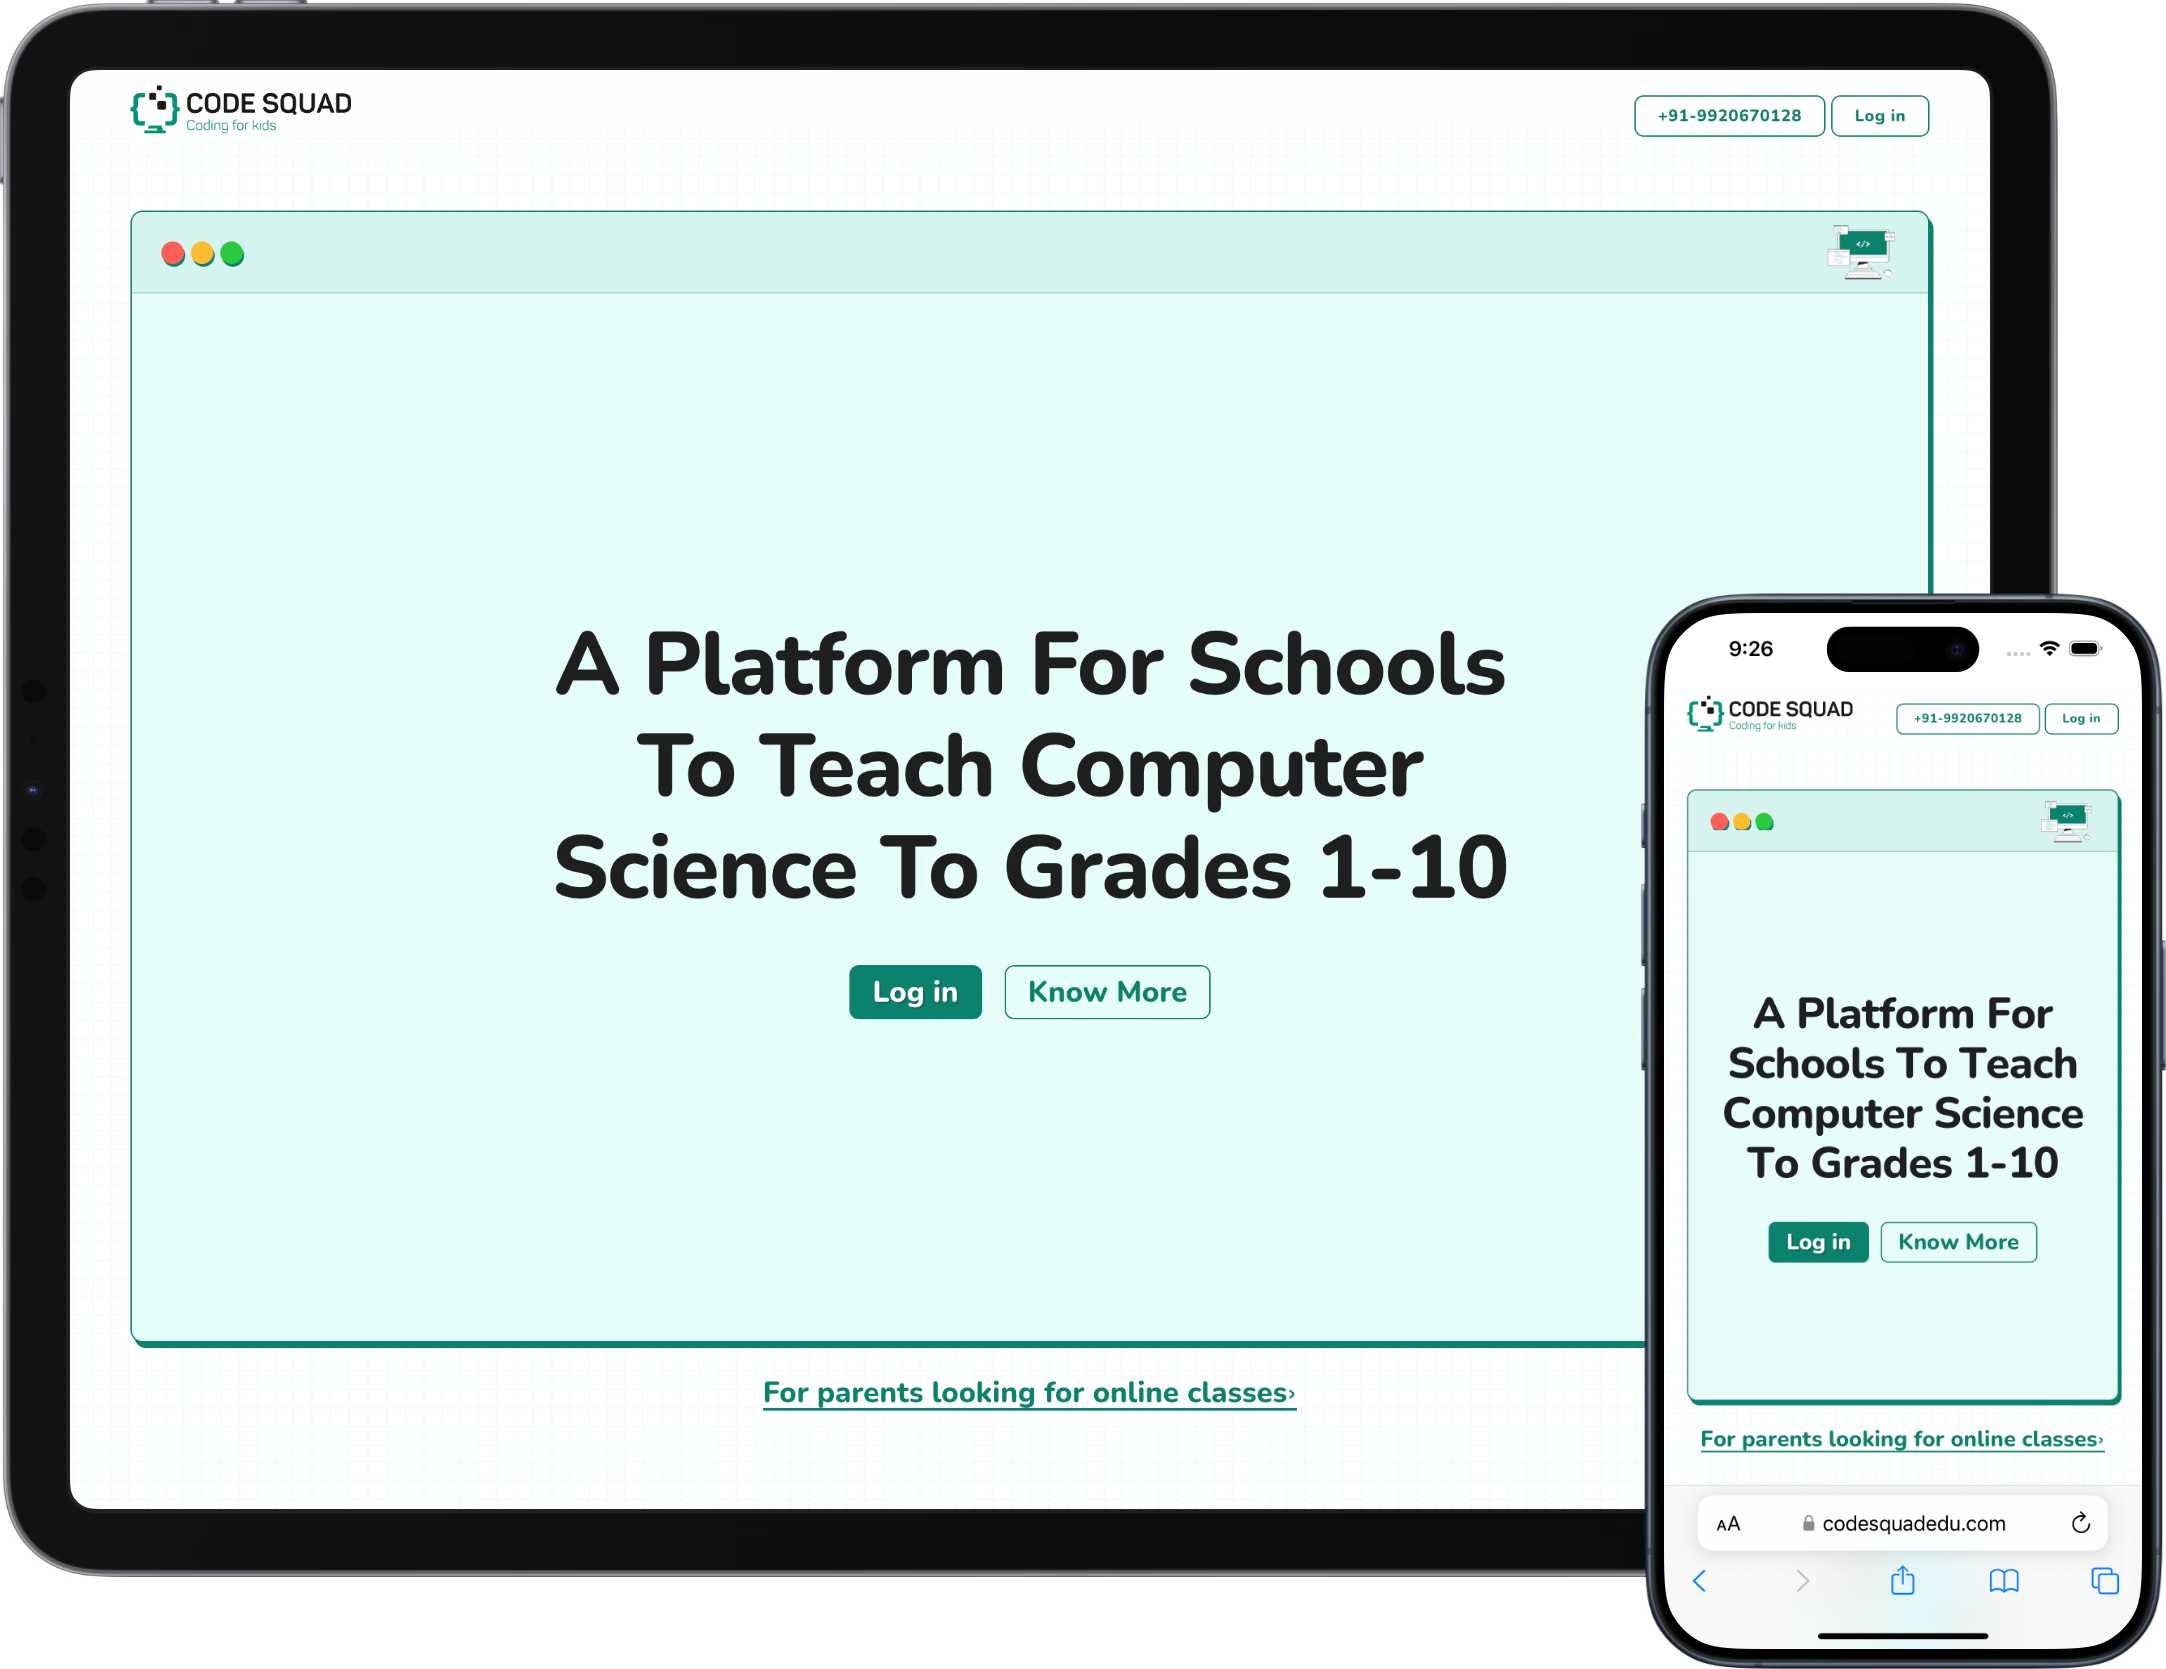 CODE SQUAD
Coding for kids
+91-9920670128
Log in
</>
A Platform For Schools
To Teach Computer
Science To Grades 1-10
Log in
Know More
For parents looking for online classes›
9:26
CODE SQUAD
Coding for kids
+91-9920670128
Log in
</>
A Platform For
Schools To Teach
Computer Science
To Grades 1-10
Log in
Know More
For parents looking for online classes›
AA
codesquadedu.com